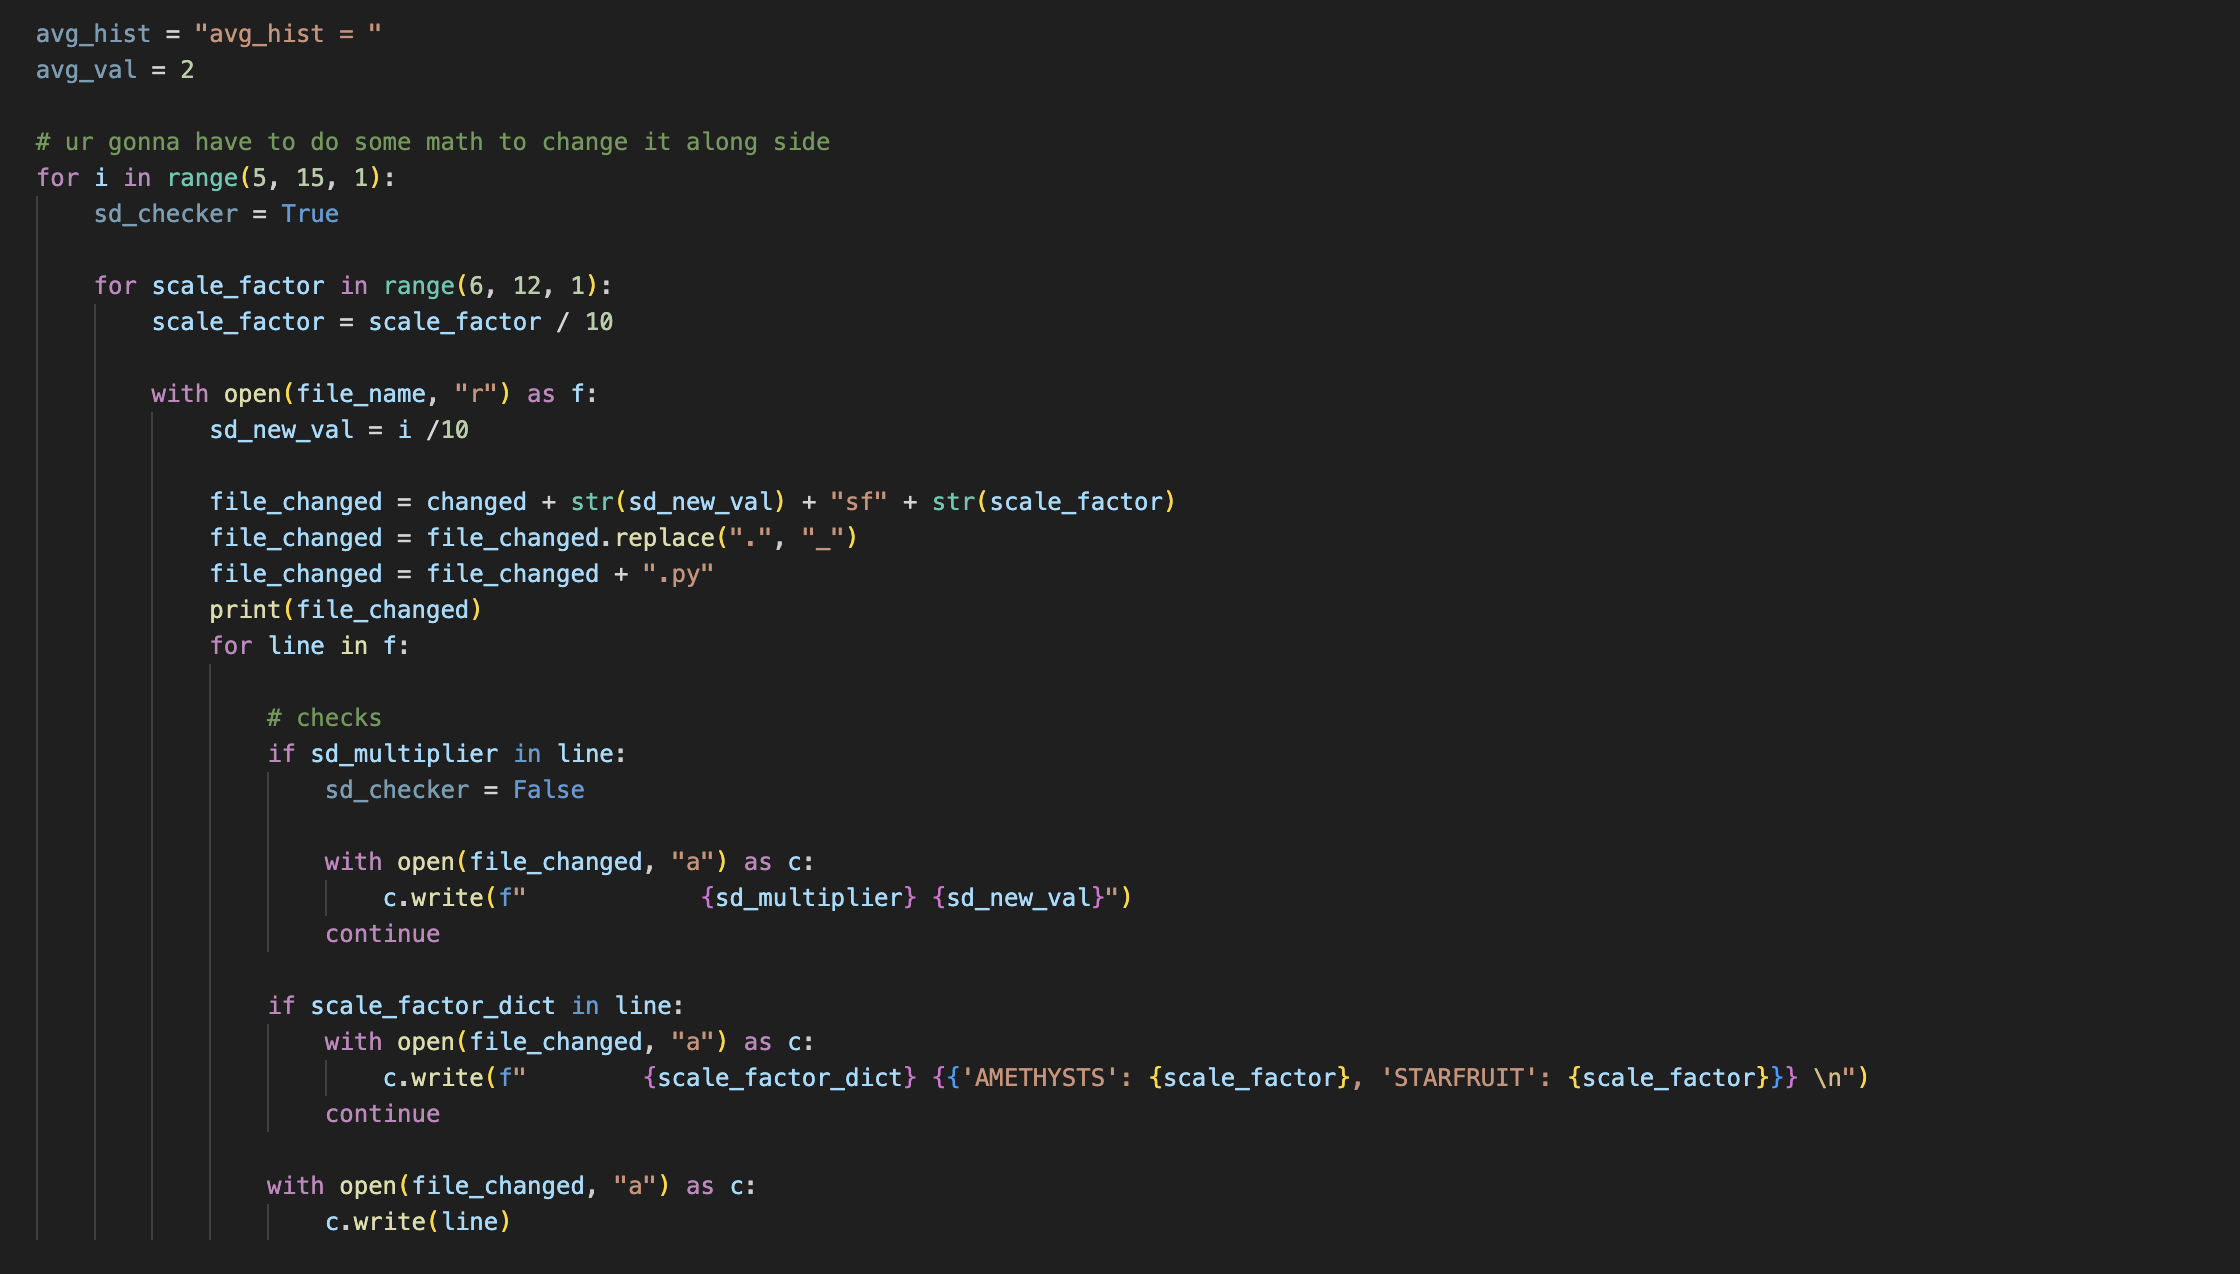 avg_hist = "avg_hist = "
avg_val = 2
# ur gonna have to do some math to change it along side
for i in range(5, 15, 1):
    sd_checker = True
    for scale_factor in range(6, 12, 1):
        scale_factor = scale_factor / 10
        with open(file_name, "r") as f:
            sd_new_val = i /10
            file_changed = changed + str(sd_new_val) + "sf" + str(scale_factor)
            file_changed = file_changed.replace(".", "_")
            file_changed = file_changed + ".py"
            print(file_changed)
            for line in f:
                # checks
                if sd_multiplier in line:
                    sd_checker = False
                    with open(file_changed, "a") as c:
                        c.write(f"            {sd_multiplier} {sd_new_val}")
                    continue
                if scale_factor_dict in line:
                    with open(file_changed, "a") as c:
                        c.write(f"        {scale_factor_dict} {{'AMETHYSTS': {scale_factor}, 'STARFRUIT': {scale_factor}}} \n")
                    continue
                with open(file_changed, "a") as c:
                    c.write(line)